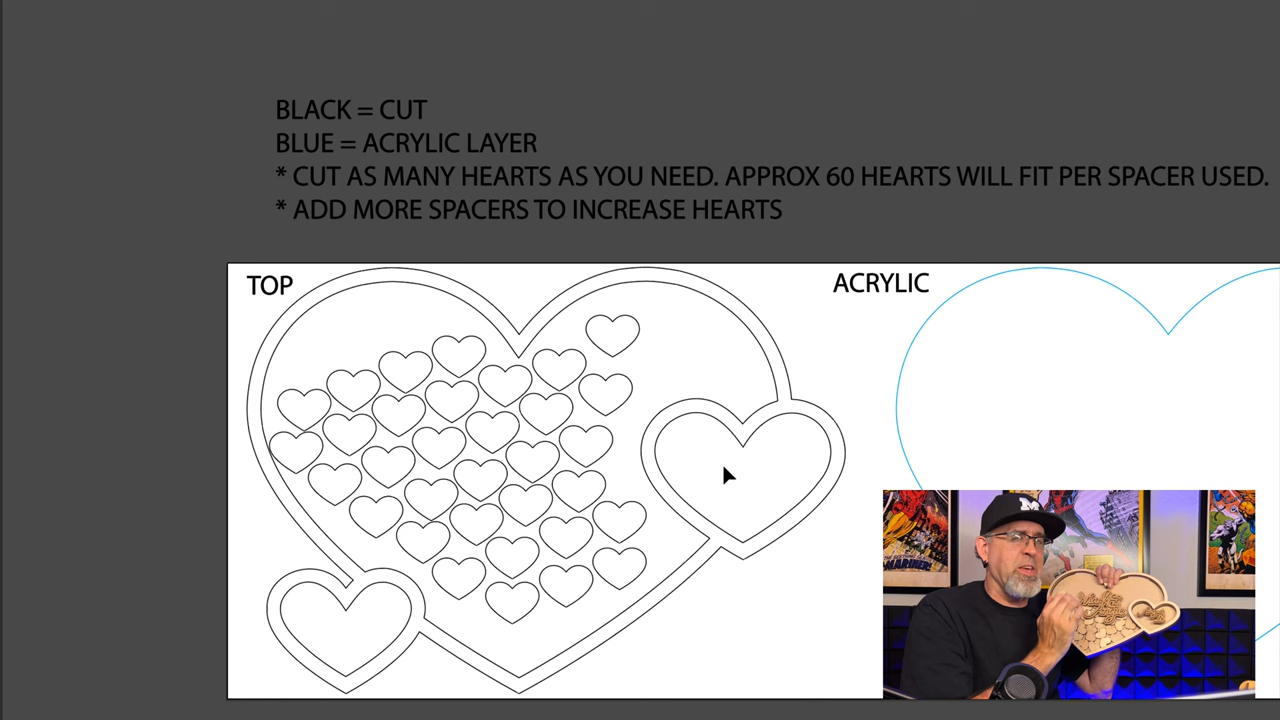 BLACK = CUT
BLUE = ACRYLIC LAYER
* CUT AS MANY HEARTS AS YOU NEED. APPROX 60 HEARTS WILL FIT PER SPACER USED.
* ADD MORE SPACERS TO INCREASE HEARTS
TOP
ACRYLIC
M